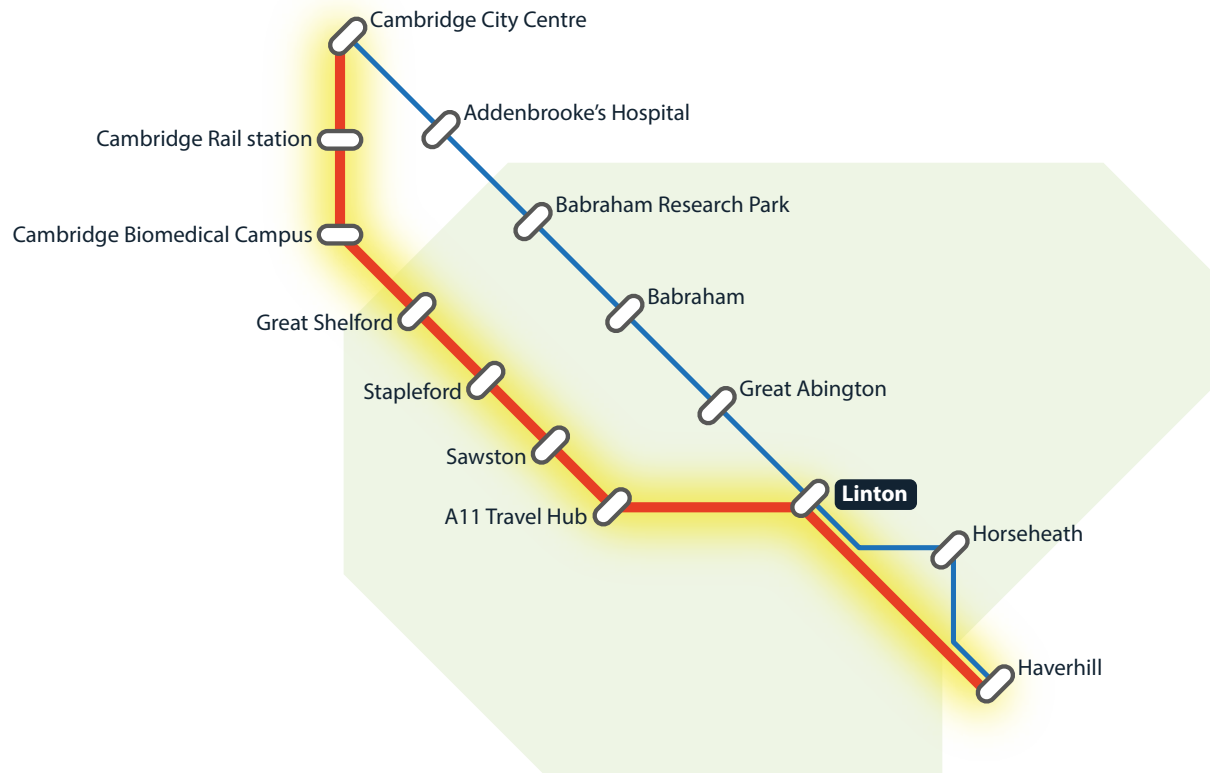 Cambridge City Centre
Addenbrooke's Hospital
Cambridge Rail station
Babraham Research Park
Cambridge Biomedical Campus
Babraham
Great Shelford
Great Abington
Stapleford
Sawston
Linton
A11 Travel Hub
Horseheath
Haverhill